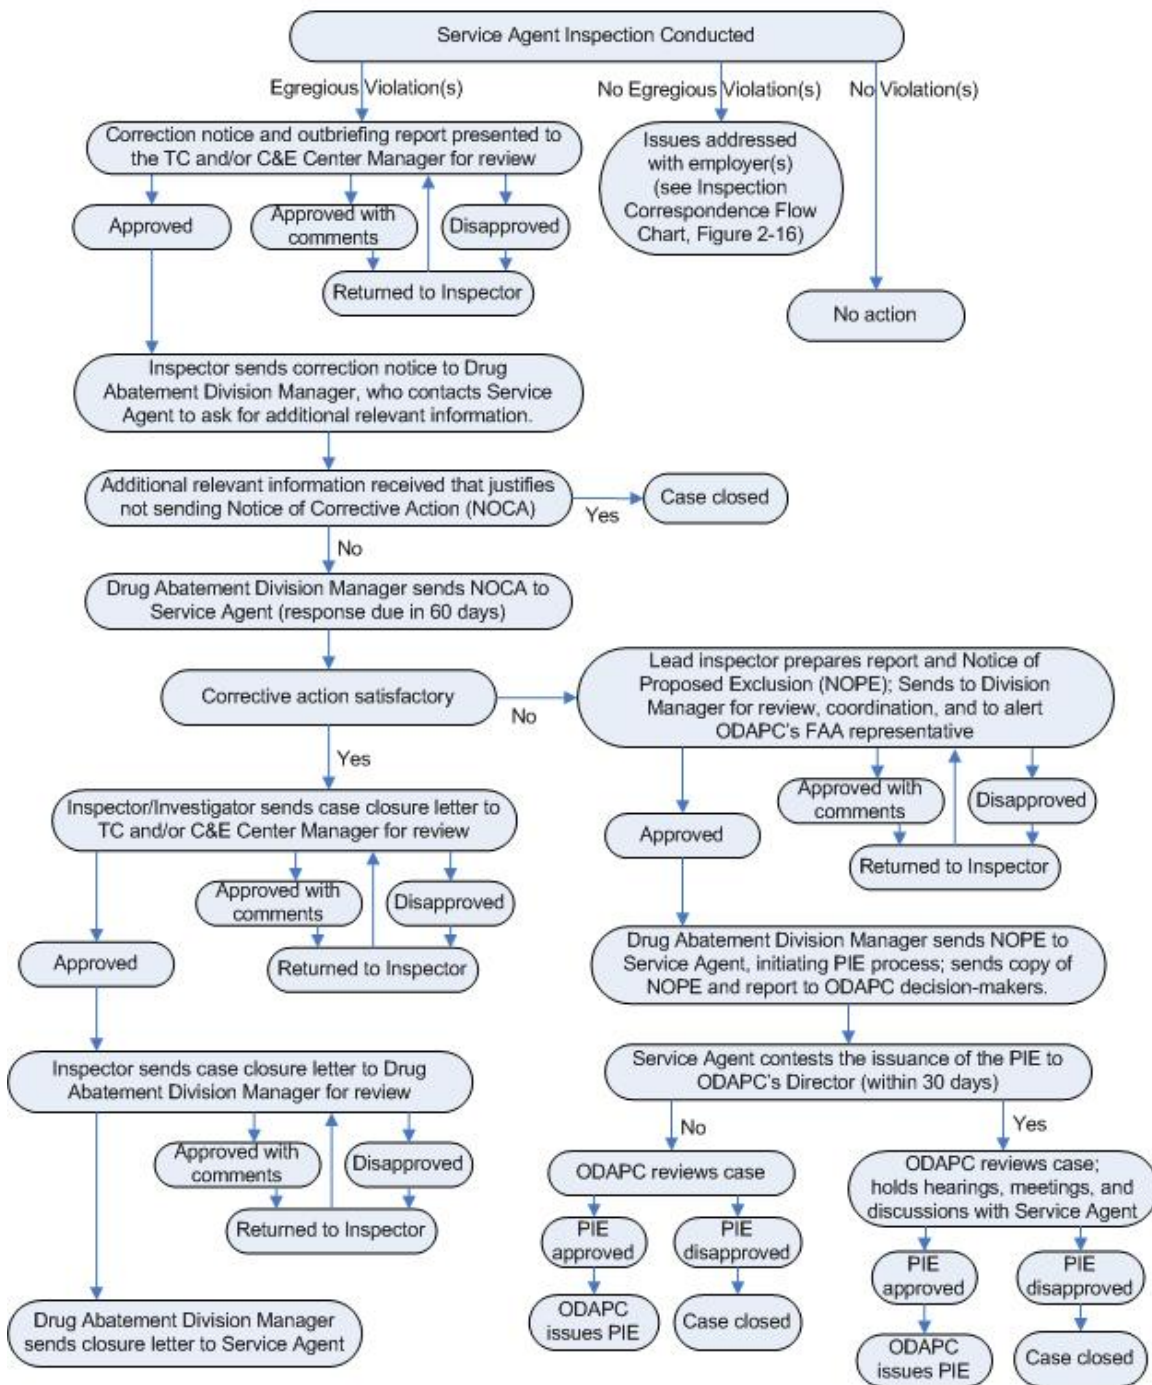 Service Agent Inspection Conducted
Egregious Violation(s)
No Egregious Violation(s)
No Violation(s)
Correction notice and outbriefing report presented to
the TC and/or C&E Center Manager for review
Issues addressed
with employer(s)
(see Inspection
Correspondence Flow
Chart, Figure 2-16)
Approved
Approved with
comments
Disapproved
Returned to Inspector
No action
Inspector sends correction notice to Drug
Abatement Division Manager, who contacts Service
Agent to ask for additional relevant information.
Additional relevant information received that justifies
not sending Notice of Corrective Action (NOCA)
Yes
Case closed
No
Drug Abatement Division Manager sends NOCA to
Service Agent (response due in 60 days)
Corrective action satisfactory
No
Lead inspector prepares report and Notice of
Proposed Exclusion (NOPE); Sends to Division
Manager for review, coordination, and to alert
ODAPC's FAA representative
Yes
Inspector/Investigator sends case closure letter to
TC and/or C&E Center Manager for review
Approved with
comments
Disapproved
Approved
Returned to Inspector
Approved with
comments
Disapproved
Approved
Returned to Inspector
Drug Abatement Division Manager sends NOPE to
Service Agent, initiating PIE process; sends copy of
NOPE and report to ODAPC decision-makers.
Inspector sends case closure letter to Drug
Abatement Division Manager for review
Service Agent contests the issuance of the PIE to
ODAPC's Director (within 30 days)
No
Yes
Approved with
comments
Disapproved
Returned to Inspector
ODAPC reviews case
ODAPC reviews case;
holds hearings, meetings, and
discussions with Service Agent
PIE
approved
PIE
disapproved
PIE
approved
PIE
disapproved
Drug Abatement Division Manager
sends closure letter to Service Agent
ODAPC
issues PIE
Case closed
ODAPC
issues PIE
Case closed